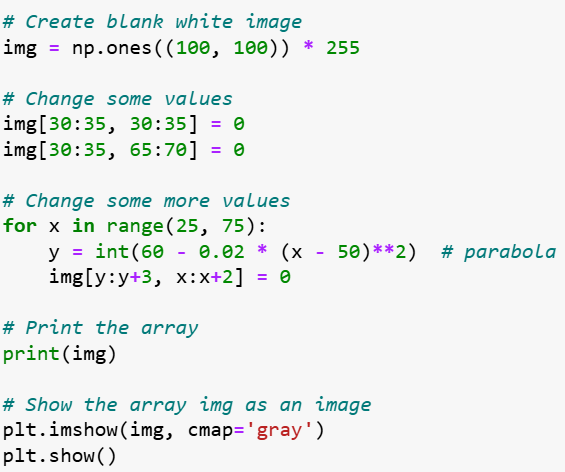 # Create blank white image
img = np.ones((100, 100)) * 255

# Change some values
img[30:35, 30:35] = 0
img[30:35, 65:70] = 0

# Change some more values
for x in range(25, 75):
    y = int(60 - 0.02 * (x - 50)**2)  # parabola
    img[y:y+3, x:x+2] = 0

# Print the array
print(img)

# Show the array img as an image
plt.imshow(img, cmap='gray')
plt.show()